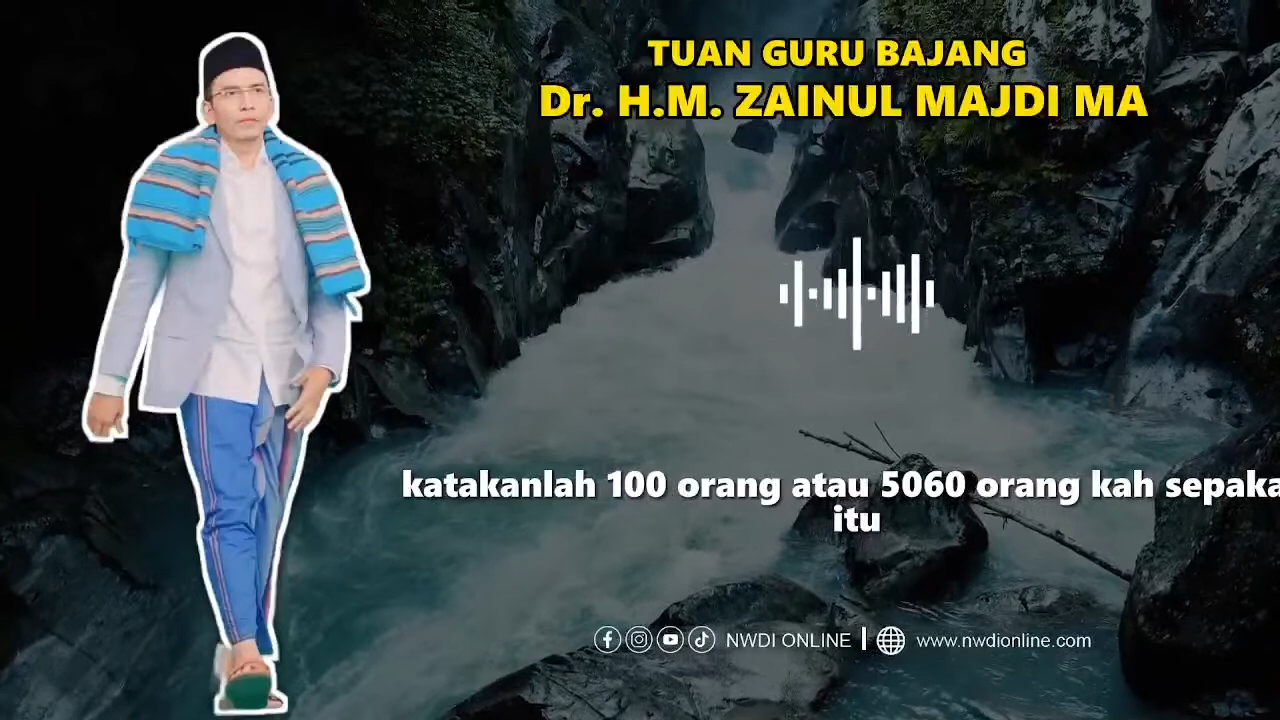 TUAN GURU BAJANG
Dr. H.M. ZAINUL MAJDI MA
katakanlah 100 orang atau 5060 orang kah sepaka
itu
NWDI ONLINE | www.nwdionline.com